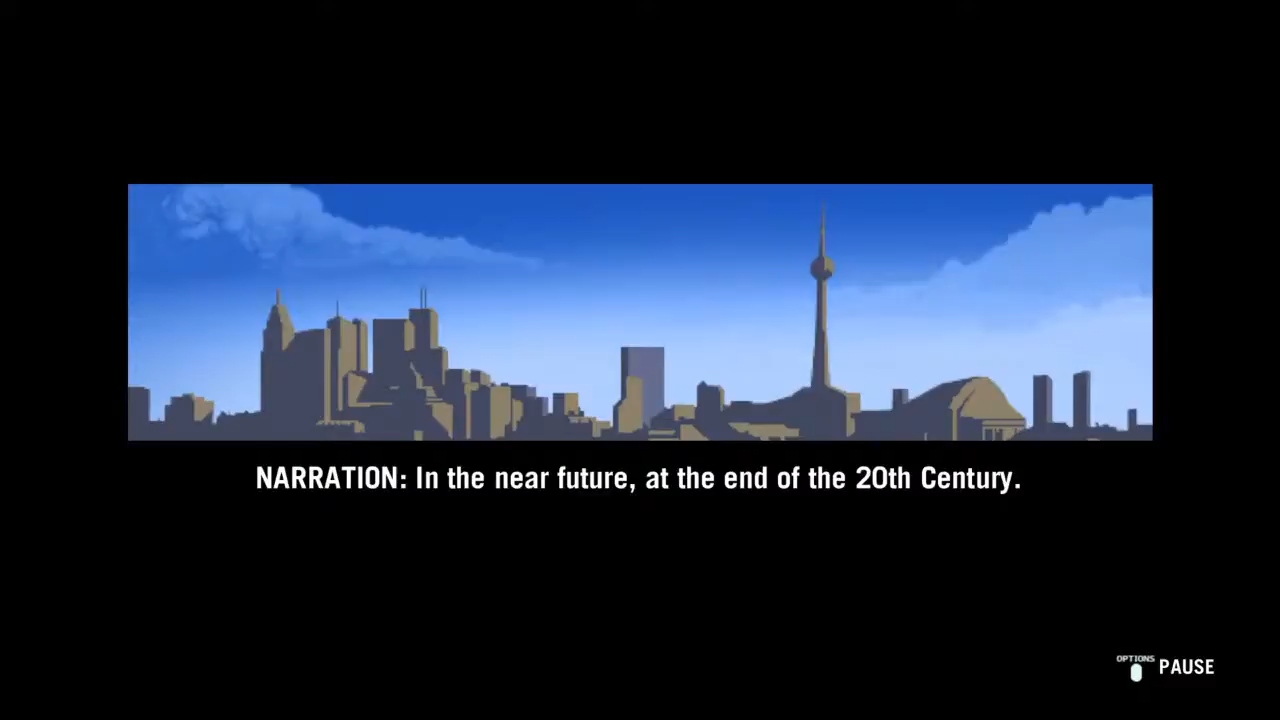 NARRATION: In the near future, at the end of the 20th Century.
OPTIONS
PAUSE